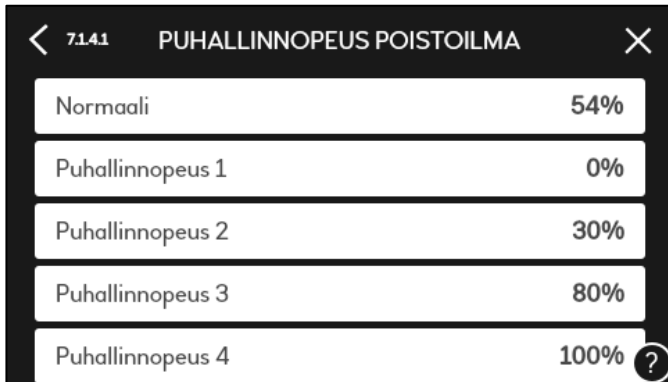 7.1.4.1 PUHALLINNOPEUS POISTOILMA
Normaali 54%
Puhallinnopeus 1 0%
Puhallinnopeus 2 30%
Puhallinnopeus 3 80%
Puhallinnopeus 4 100%
?